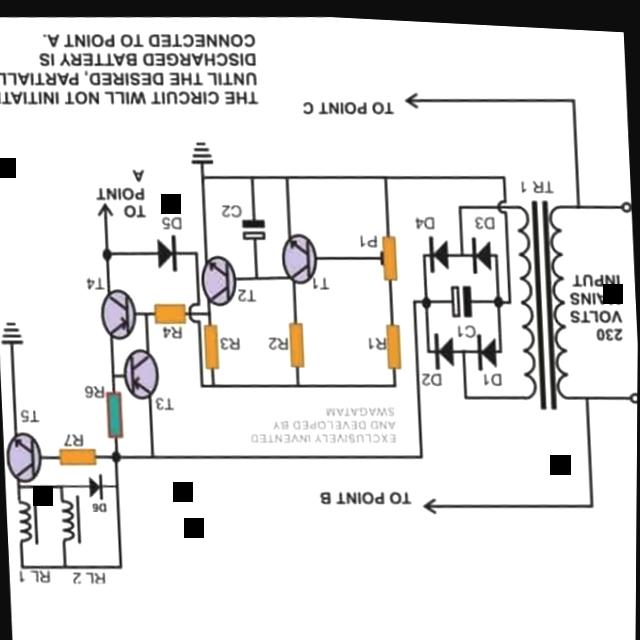 RL 2
RL 1
D6
TO POINT B
R7
T5
EXCLUSIVELY INVENTED
AND DEVELOPED BY
SWAGATAM
T3
R6
D1
D2
R1
R2
R3
C1
R4
230
VOLTS
MAINS
INPUT
T1
T2
T4
P1
D3
D4
C2
D5
TO
POINT
A
TR 1
TO POINT C
THE CIRCUIT WILL NOT INITIAT
UNTIL THE DESIRED, PARTIALL
DISCHARGED BATTERY IS
CONNECTED TO POINT A.